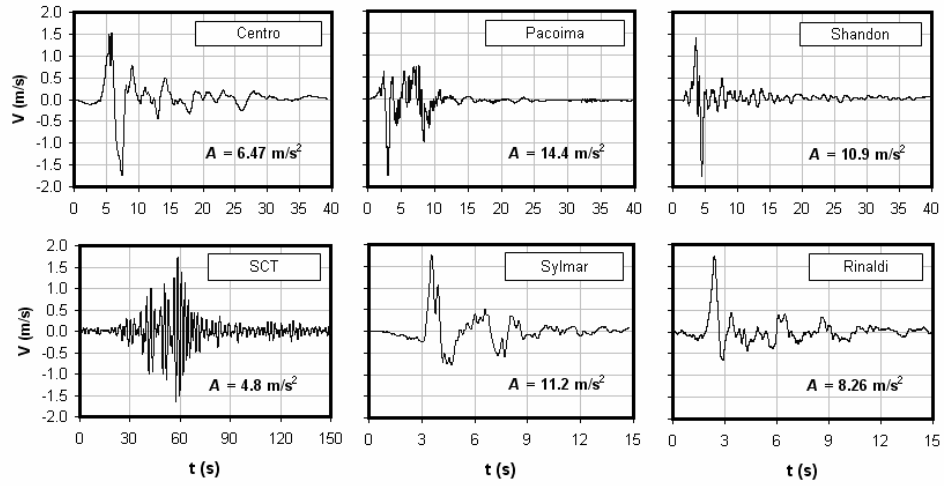 Centro
Pacoima
Shandon
V (m/s)
2.0
1.5
1.0
0.5
0.0
-0.5
-1.0
-1.5
-2.0
A = 6.47 m/s²
A = 14.4 m/s²
A = 10.9 m/s²
0 5 10 15 20 25 30 35 40
0 5 10 15 20 25 30 35 40
0 5 10 15 20 25 30 35 40
SCT
Sylmar
Rinaldi
V (m/s)
2.0
1.5
1.0
0.5
0.0
-0.5
-1.0
-1.5
-2.0
A = 4.8 m/s²
A = 11.2 m/s²
A = 8.26 m/s²
0 30 60 90 120 150
0 3 6 9 12 15
0 3 6 9 12 15
t (s)
t (s)
t (s)